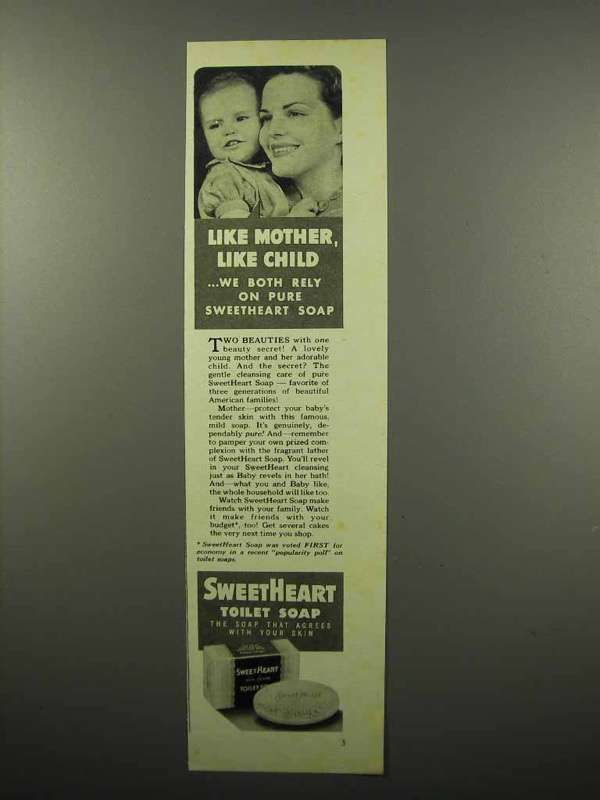 LIKE MOTHER,
LIKE CHILD
...WE BOTH RELY
ON PURE
SWEETHEART SOAP
TWO BEAUTIES with one
beauty secret! A lovely
young mother and her adorable
child. And the secret? The
gentle cleansing care of pure
SweetHeart Soap — favorite of
three generations of beautiful
American families!
Mother—protect your baby's
tender skin with this famous,
mild soap. It's genuinely, de-
pendably pure! And—remember
to pamper your own prized com-
plexion with the fragrant lather
of SweetHeart Soap. You'll revel
in your SweetHeart cleansing
just as Baby revels in her bath!
And—what you and Baby like,
the whole household will like too.
Watch SweetHeart Soap make
friends with your family. Watch
it make friends with your
budget*, too! Get several cakes
the very next time you shop.
* SweetHeart Soap was voted FIRST for
economy in a recent "popularity poll" on
toilet soaps.
SWEETHEART
TOILET SOAP
THE SOAP THAT AGREES
WITH YOUR SKIN
SWEETHEART
TOILET
SWEETHEART
3